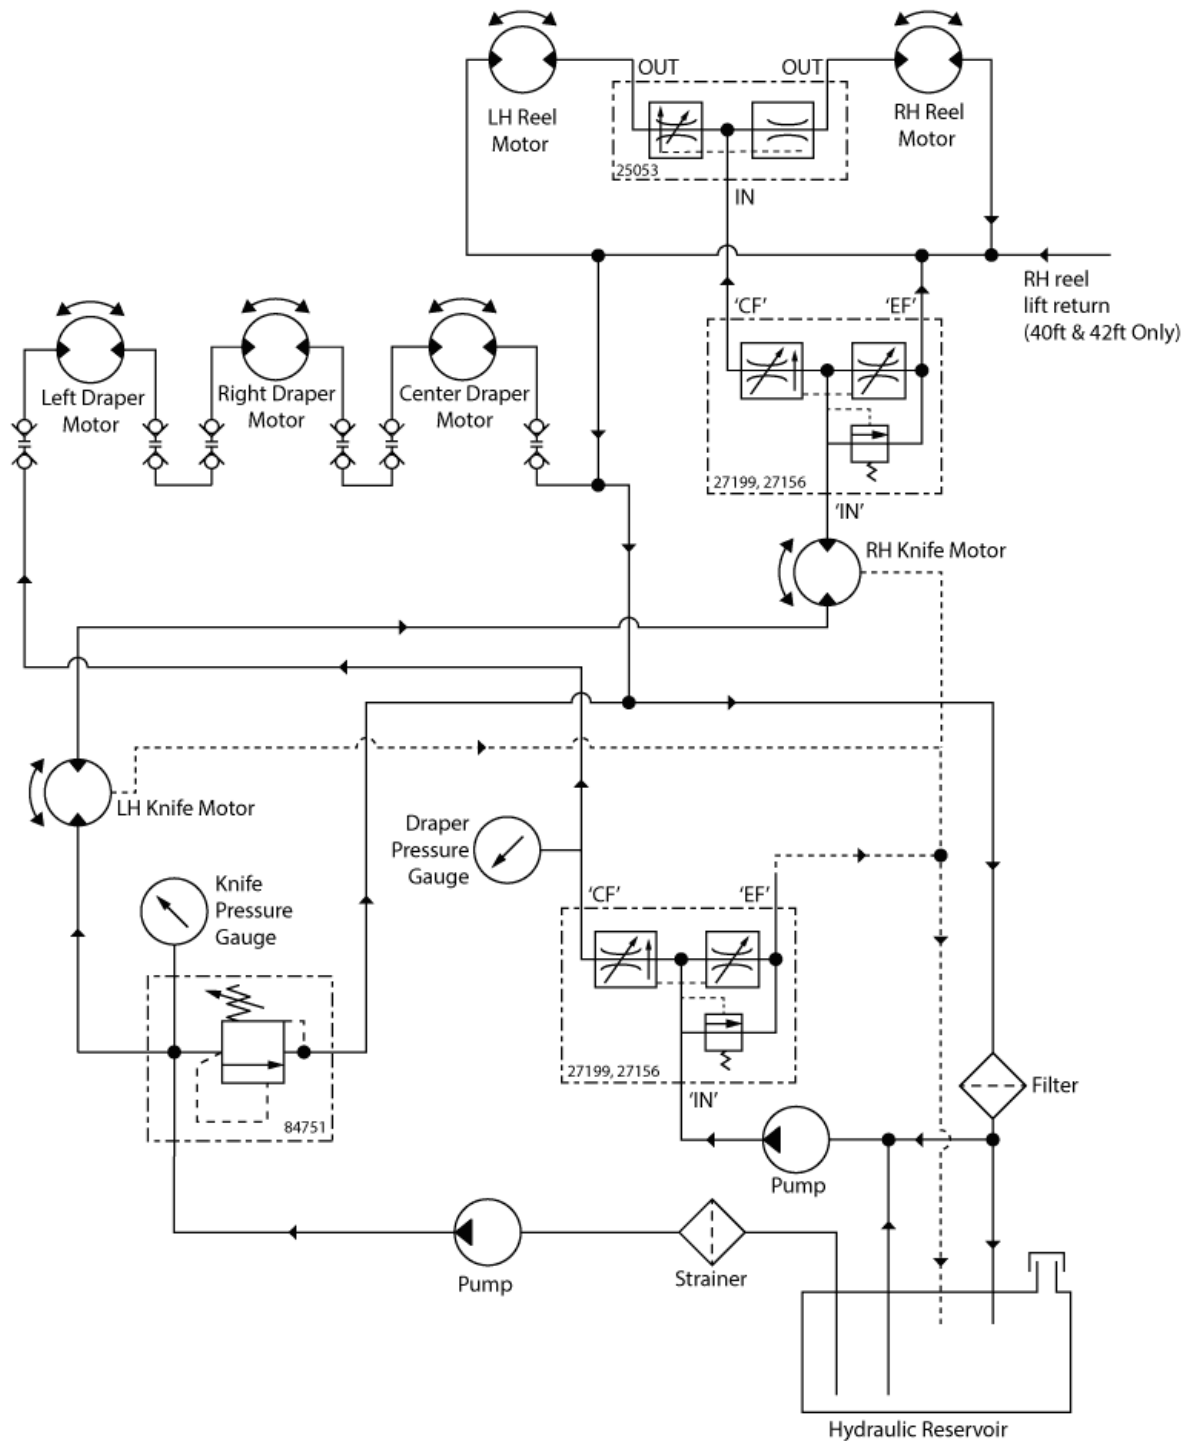 OUT
OUT
LH Reel
Motor
RH Reel
Motor
25053
IN
RH reel
lift return
(40ft & 42ft Only)
'CF'
'EF'
Left Draper
Motor
Right Draper
Motor
Center Draper
Motor
27199, 27156
'IN'
RH Knife Motor
LH Knife Motor
Draper
Pressure
Gauge
Knife
Pressure
Gauge
'CF'
'EF'
27199, 27156
'IN'
Filter
84751
Pump
Strainer
Pump
Hydraulic Reservoir